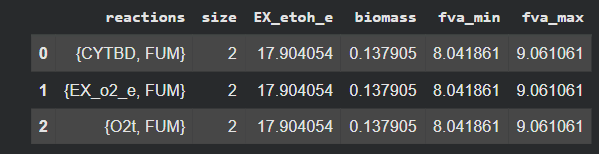 reactions size EX_etoh_e biomass fva_min fva_max
0 {CYTBD, FUM} 2 17.904054 0.137905 8.041861 9.061061
1 {EX_o2_e, FUM} 2 17.904054 0.137905 8.041861 9.061061
2 {O2t, FUM} 2 17.904054 0.137905 8.041861 9.061061